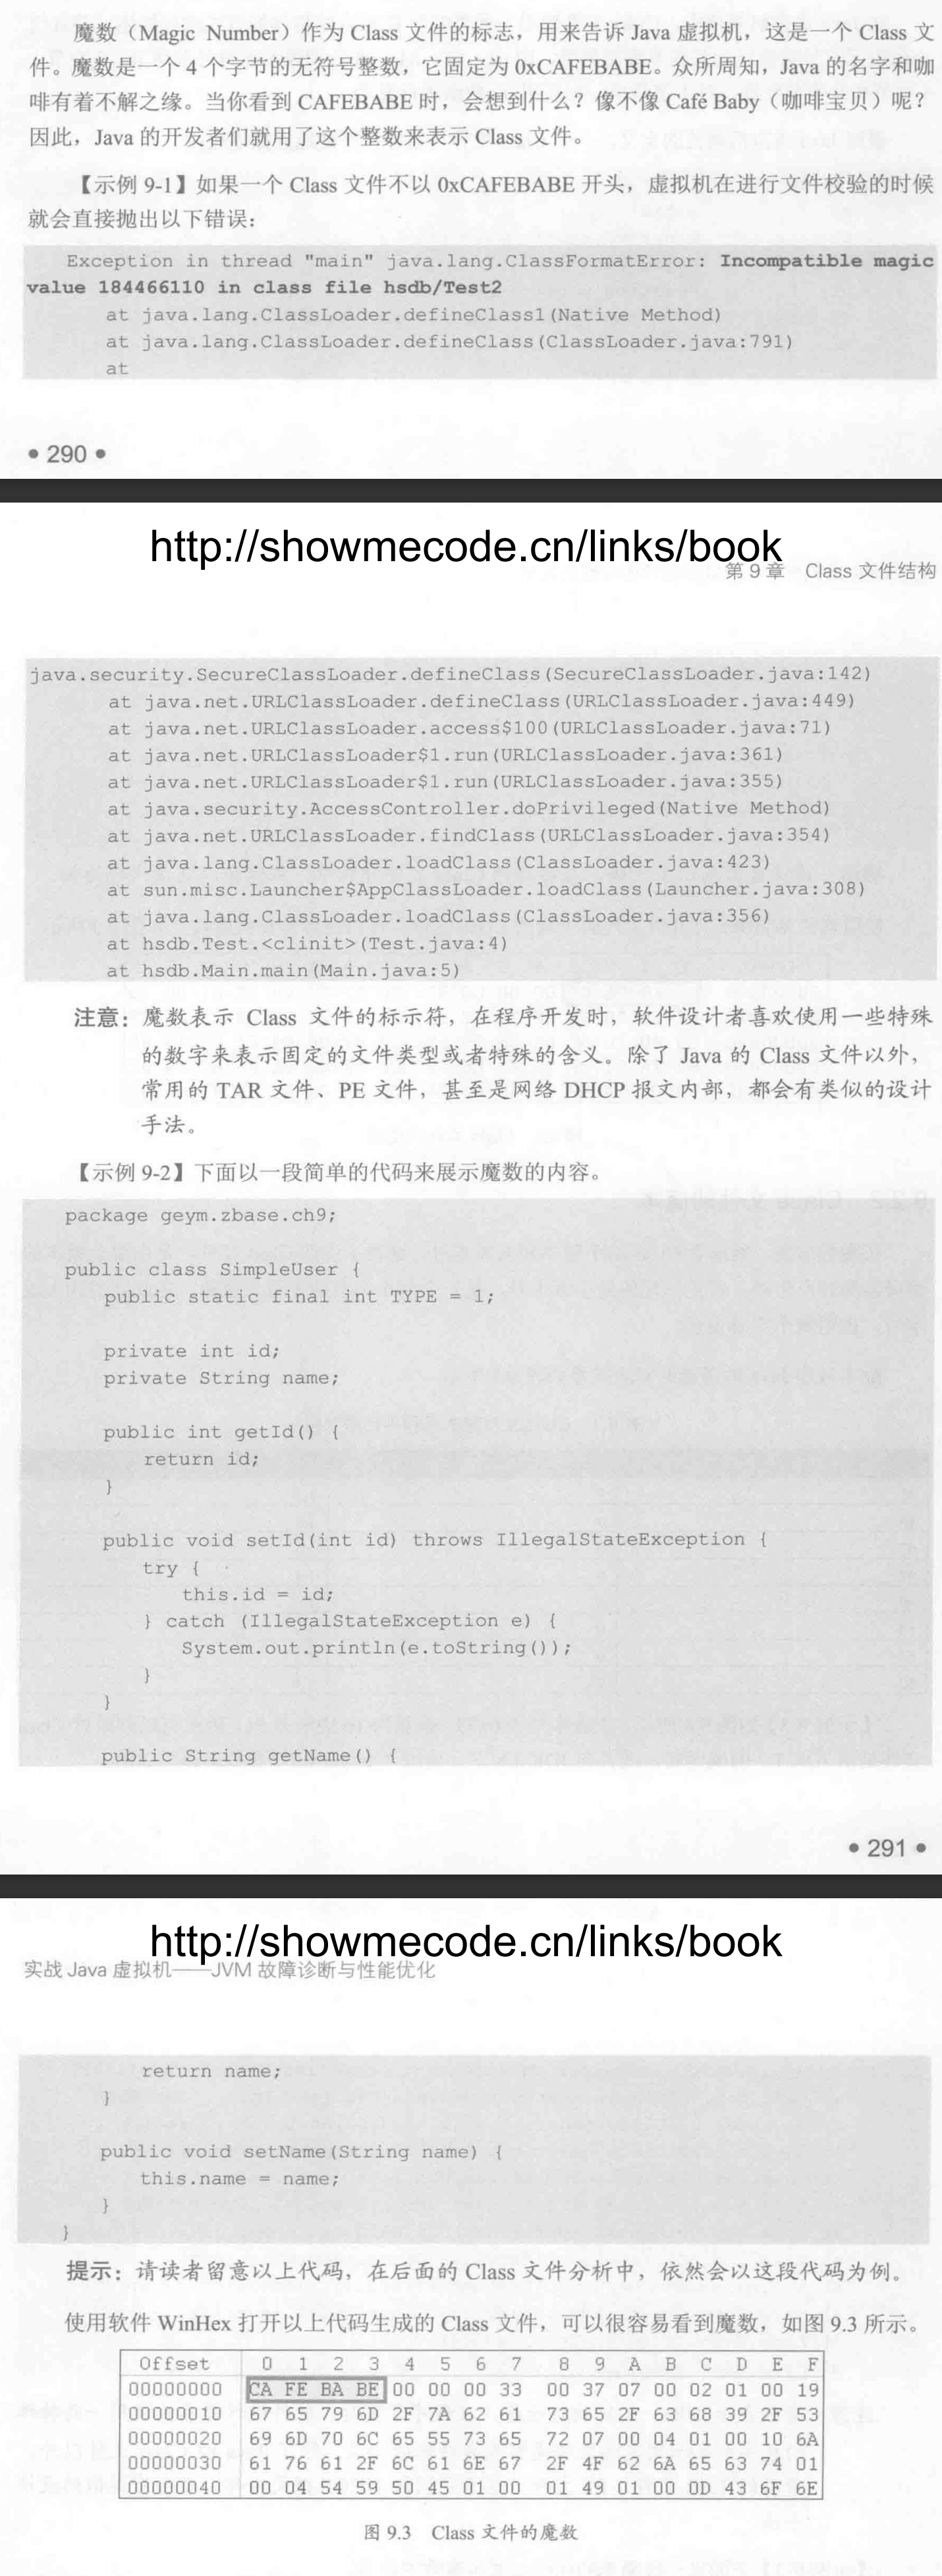 魔数（Magic Number）作为 Class 文件的标志，用来告诉 Java 虚拟机，这是一个 Class 文
件。魔数是一个 4 个字节的无符号整数，它固定为 0xCAFEBABE。众所周知，Java 的名字和咖
啡有着不解之缘。当你看到 CAFEBABE 时，会想到什么？像不像 Café Baby（咖啡宝贝）呢？
因此，Java 的开发者们就用了这个整数来表示 Class 文件。
【示例 9-1】如果一个 Class 文件不以 0xCAFEBABE 开头，虚拟机在进行文件校验的时候
就会直接抛出以下错误：
Exception in thread "main" java.lang.ClassFormatError: Incompatible magic
value 184466110 in class file hsdb/Test2
at java.lang.ClassLoader.defineClass1(Native Method)
at java.lang.ClassLoader.defineClass(ClassLoader.java:791)
at
• 290 •
http://showmecode.cn/links/book
第 9 章 Class 文件结构
java.security.SecureClassLoader.defineClass(SecureClassLoader.java:142)
at java.net.URLClassLoader.defineClass(URLClassLoader.java:449)
at java.net.URLClassLoader.access$100(URLClassLoader.java:71)
at java.net.URLClassLoader$1.run(URLClassLoader.java:361)
at java.net.URLClassLoader$1.run(URLClassLoader.java:355)
at java.security.AccessController.doPrivileged(Native Method)
at java.net.URLClassLoader.findClass(URLClassLoader.java:354)
at java.lang.ClassLoader.loadClass(ClassLoader.java:423)
at sun.misc.Launcher$AppClassLoader.loadClass(Launcher.java:308)
at java.lang.ClassLoader.loadClass(ClassLoader.java:356)
at hsdb.Test.<clinit>(Test.java:4)
at hsdb.Main.main(Main.java:5)
注意：魔数表示 Class 文件的标示符，在程序开发时，软件设计者喜欢使用一些特殊
的数字来表示固定的文件类型或者特殊的含义。除了 Java 的 Class 文件以外，
常用的 TAR 文件、PE 文件，甚至是网络 DHCP 报文内部，都会有类似的设计
手法。
【示例 9-2】下面以一段简单的代码来展示魔数的内容。
package geym.zbase.ch9;
public class SimpleUser {
public static final int TYPE = 1;
private int id;
private String name;
public int getId() {
return id;
}
public void setId(int id) throws IllegalStateException {
try {
this.id = id;
} catch (IllegalStateException e) {
System.out.println(e.toString());
}
}
public String getName() {
• 291 •
http://showmecode.cn/links/book
实战 Java 虚拟机——JVM 故障诊断与性能优化
return name;
}
public void setName(String name) {
this.name = name;
}
}
提示：请读者留意以上代码，在后面的 Class 文件分析中，依然会以这段代码为例。
使用软件 WinHex 打开以上代码生成的 Class 文件，可以很容易看到魔数，如图 9.3 所示。
Offset 0 1 2 3 4 5 6 7 8 9 A B C D E F
00000000 CA FE BA BE 00 00 00 33 00 37 07 00 02 01 00 19
00000010 67 65 79 6D 2F 7A 62 61 73 65 2F 63 68 39 2F 53
00000020 69 6D 70 6C 65 55 73 65 72 07 00 04 01 00 10 6A
00000030 61 76 61 2F 6C 61 6E 67 2F 4F 62 6A 65 63 74 01
00000040 00 04 54 59 50 45 01 00 01 49 01 00 0D 43 6F 6E
图 9.3 Class 文件的魔数